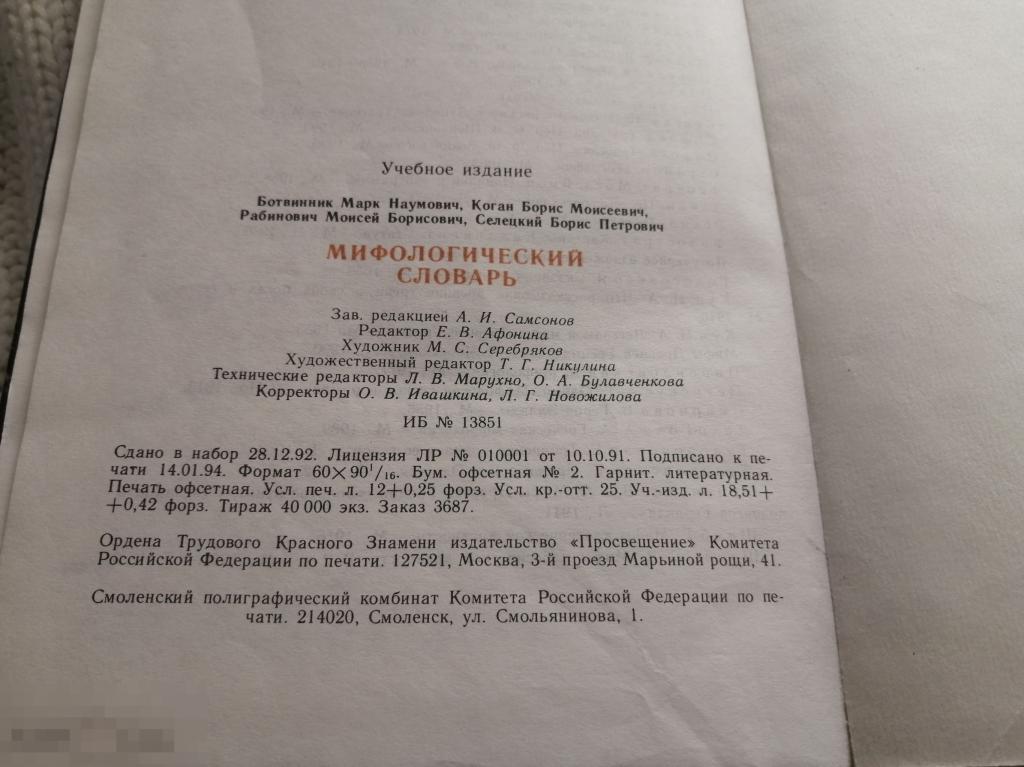 Учебное издание
Ботвинник Марк Наумович, Коган Борис Моисеевич,
Рабинович Моисей Борисович, Селецкий Борис Петрович
МИФОЛОГИЧЕСКИЙ
СЛОВАРЬ
Зав. редакцией А. И. Самсонов
Редактор Е. В. Афонина
Художник М. С. Серебряков
Художественный редактор Т. Г. Никулина
Технические редакторы Л. В. Марухно, О. А. Булавченкова
Корректоры О. В. Ивашкина, Л. Г. Новожилова
ИБ № 13851
Сдано в набор 28.12.92. Лицензия ЛР № 010001 от 10.10.91. Подписано к пе-
чати 14.01.94. Формат 60×90¹/₁₆. Бум. офсетная № 2. Гарнит. литературная.
Печать офсетная. Усл. печ. л. 12+0,25 форз. Усл. кр.-отт. 25. Уч.-изд. л. 18,51+
+0,42 форз. Тираж 40 000 экз. Заказ 3687.
Ордена Трудового Красного Знамени издательство «Просвещение» Комитета
Российской Федерации по печати. 127521, Москва, 3-й проезд Марьиной рощи, 41.
Смоленский полиграфический комбинат Комитета Российской Федерации по пе-
чати. 214020, Смоленск, ул. Смольянинова, 1.